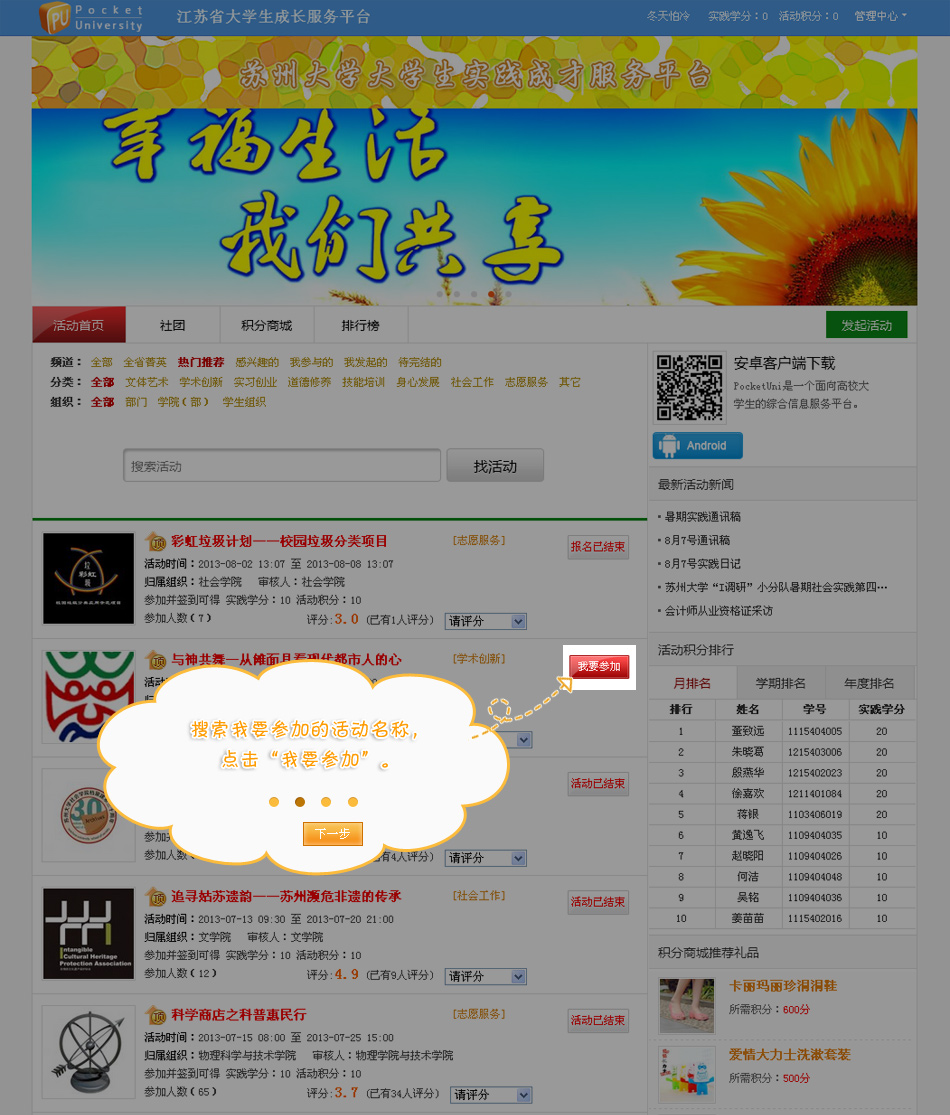 Pocket University 江苏省大学生成长服务平台 冬天怕冷 实践学分：0 活动积分：0 管理中心
苏州大学大学生实践成才服务平台
幸福生活
我们共享
活动首页 社团 积分商城 排行榜 发起活动
频道： 全部 全省菁英 热门推荐 感兴趣的 我参与的 我发起的 待完结的
分类： 全部 文体艺术 学术创新 实习创业 道德修养 技能培训 身心发展 社会工作 志愿服务 其它
组织： 全部 部门 学院（部） 学生组织
搜索活动 找活动
安卓客户端下载
PocketUni是一个面向高校大
学生的综合信息服务平台。
Android
最新活动新闻
暑期实践通讯稿
8月7号通讯稿
8月7号实践日记
苏州大学“I调研”小分队暑期社会实践第四…
会计师从业资格证采访
顶 彩虹垃圾计划——校园垃圾分类项目 [志愿服务] 报名已结束
活动时间：2013-08-02 13:07 至 2013-08-08 13:07
归属组织：社会学院 审核人：社会学院
参加并签到可得 实践学分：10 活动积分：10
参加人数（7） 评分:3.0 (已有1人评分) 请评分
顶 与神共舞—从傩面具看现代都市人的心 [学术创新] 我要参加
搜索我要参加的活动名称，
点击“我要参加”。
下一步
活动已结束
参加人数 已有4人评分) 请评分
顶 追寻姑苏遗韵——苏州濒危非遗的传承 [社会工作] 活动已结束
活动时间：2013-07-13 09:30 至 2013-07-20 21:00
归属组织：文学院 审核人：文学院
参加并签到可得 实践学分：10 活动积分：10
参加人数（12） 评分:4.9 (已有9人评分) 请评分
Intangible
Cultural Heritage
Protection Association
顶 科学商店之科普惠民行 [志愿服务] 活动已结束
活动时间：2013-07-15 08:00 至 2013-07-25 15:00
归属组织：物理科学与技术学院 审核人：物理学院与技术学院
参加并签到可得 实践学分：10 活动积分：10
参加人数（65） 评分:3.7 (已有34人评分) 请评分
活动积分排行
月排名 学期排名 年度排名
排行 姓名 学号 实践学分
1 董致远 1115404005 20
2 朱晓葛 1215403006 20
3 殷燕华 1215402023 20
4 徐嘉欢 1211401084 20
5 蒋银 1103406019 20
6 黄逸飞 1109404035 10
7 赵晓阳 1109404026 10
8 何洁 1109404048 10
9 吴铭 1109404036 10
10 姜苗苗 1115402016 10
积分商城推荐礼品
卡丽玛丽珍洞洞鞋
所需积分：600分
爱情大力士洗漱套装
所需积分：500分